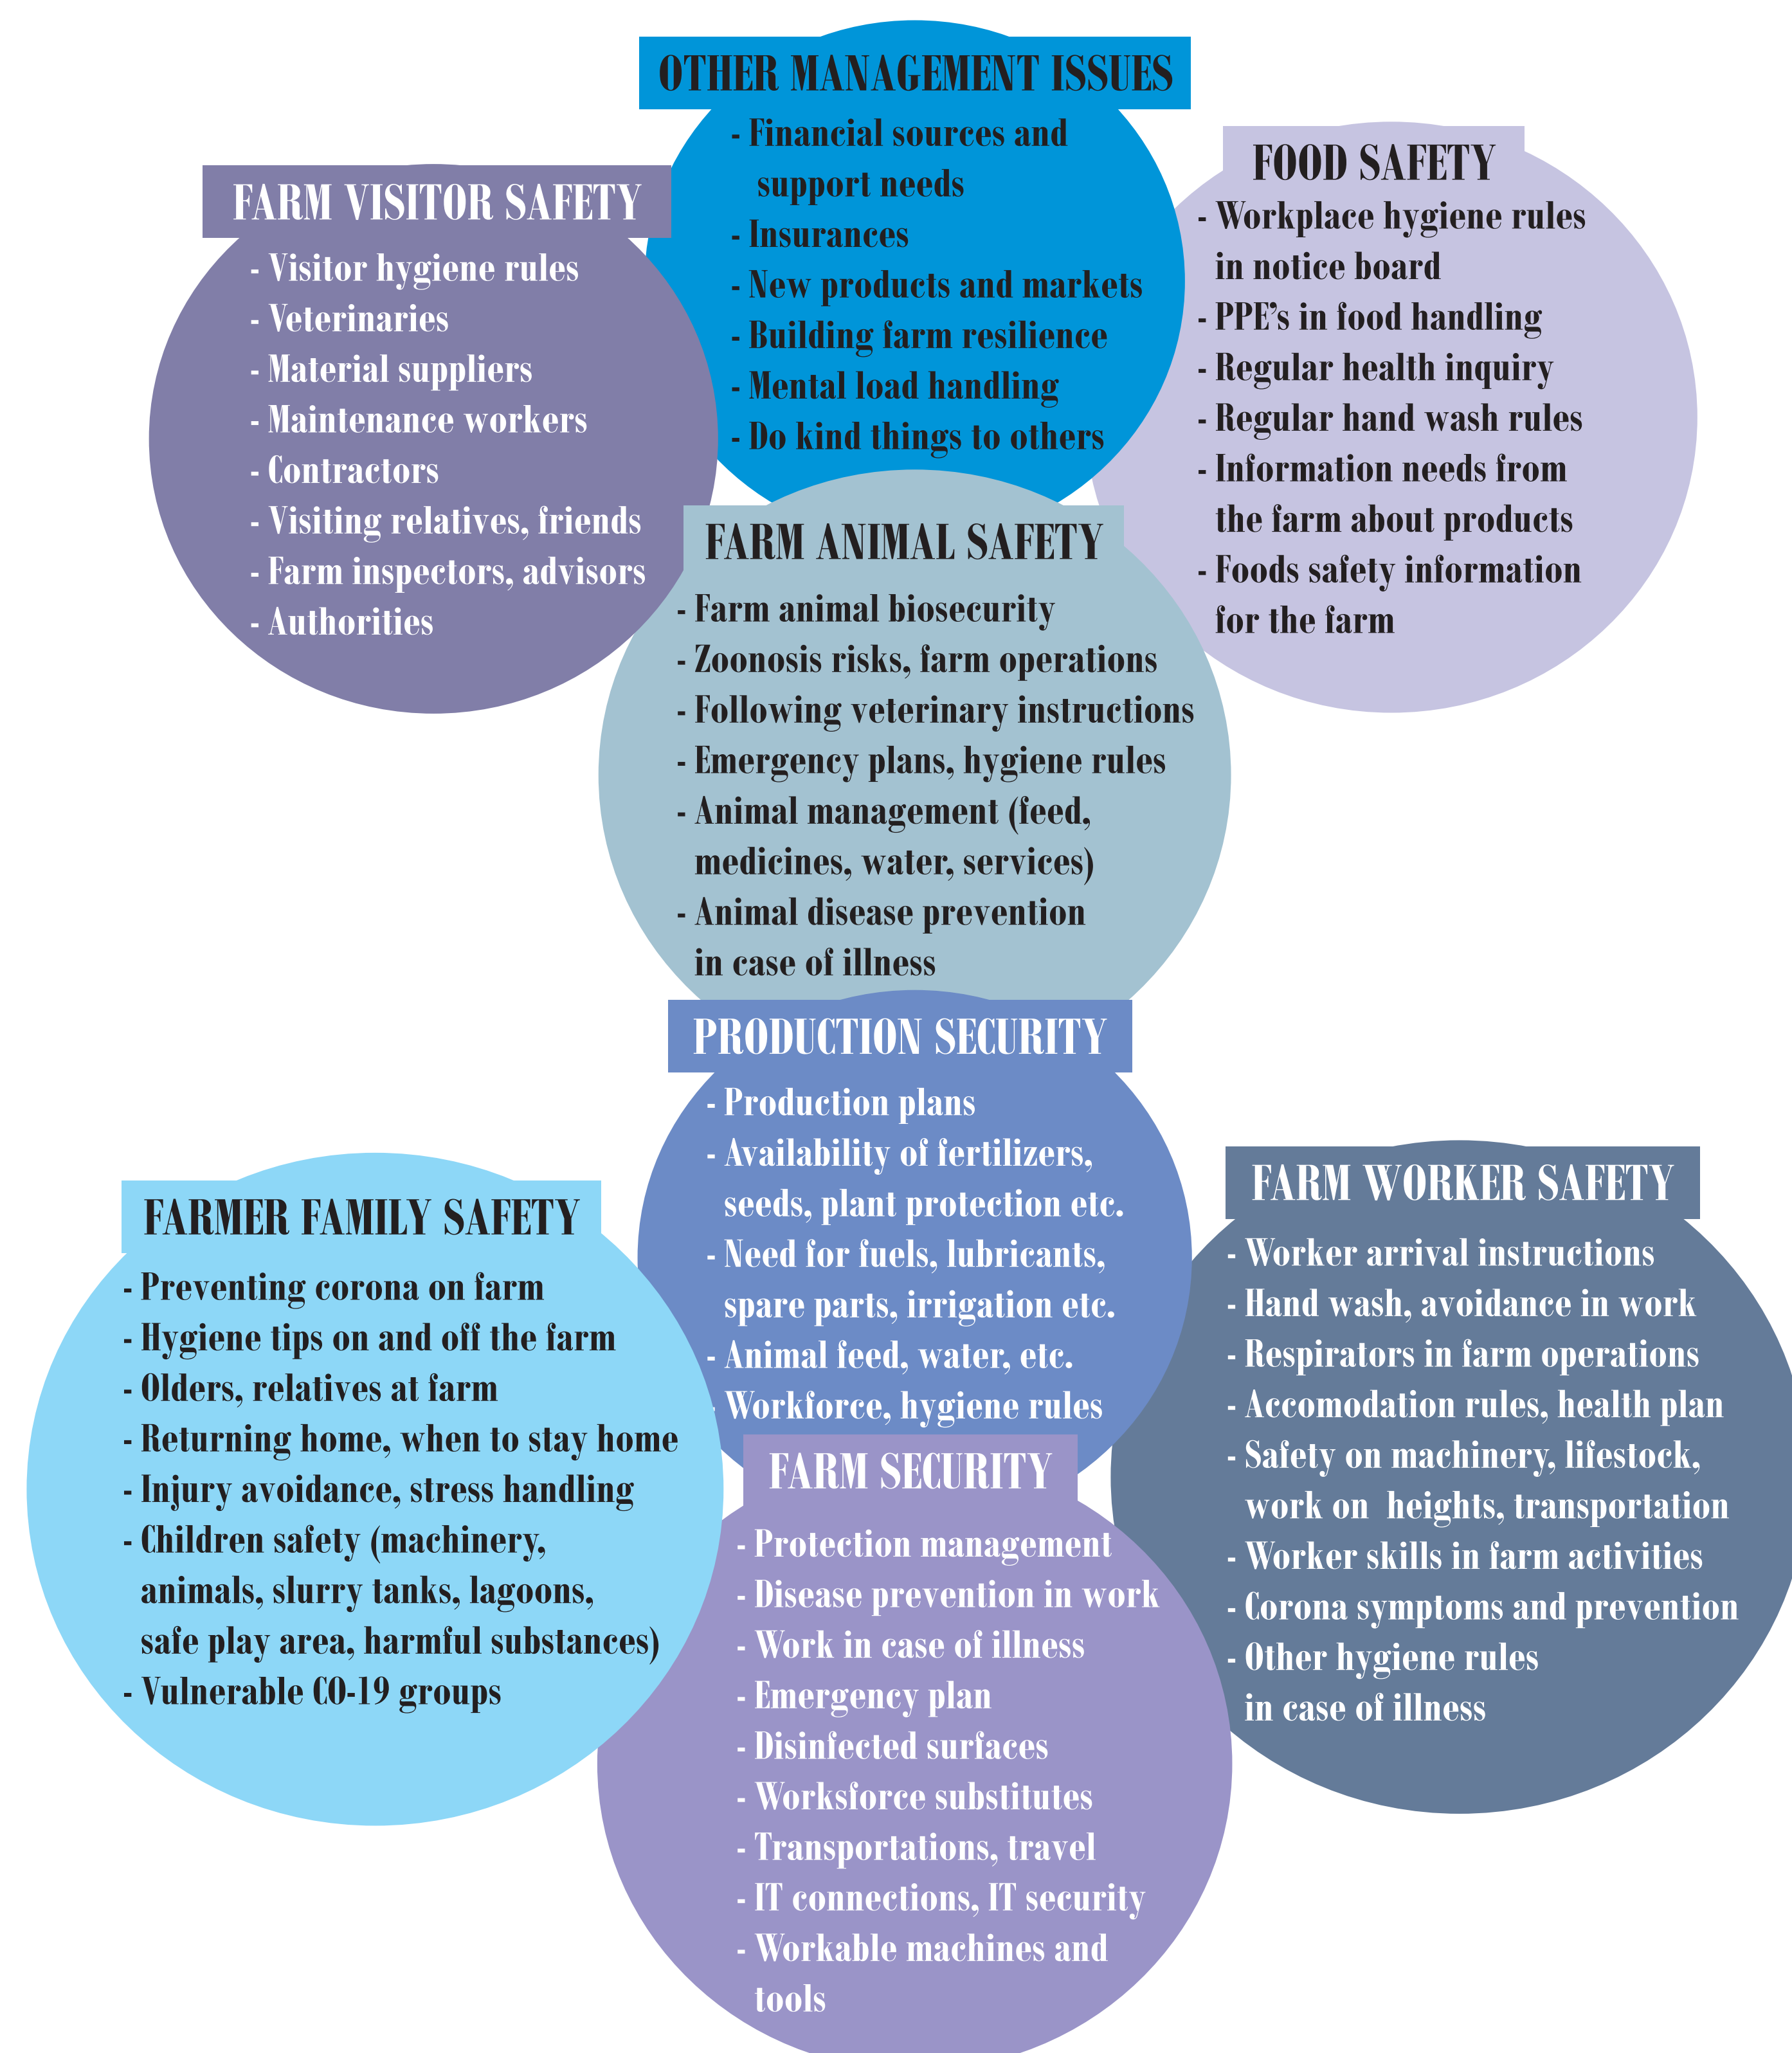 OTHER MANAGEMENT ISSUES
- Financial sources and
support needs
- Insurances
- New products and markets
- Building farm resilience
- Mental load handling
- Do kind things to others
FARM VISITOR SAFETY
- Visitor hygiene rules
- Veterinaries
- Material suppliers
- Maintenance workers
- Contractors
- Visiting relatives, friends
- Farm inspectors, advisors
- Authorities
FOOD SAFETY
- Workplace hygiene rules
in notice board
- PPE’s in food handling
- Regular health inquiry
- Regular hand wash rules
- Information needs from
the farm about products
- Foods safety information
for the farm
FARM ANIMAL SAFETY
- Farm animal biosecurity
- Zoonosis risks, farm operations
- Following veterinary instructions
- Emergency plans, hygiene rules
- Animal management (feed,
medicines, water, services)
- Animal disease prevention
in case of illness
PRODUCTION SECURITY
- Production plans
- Availability of fertilizers,
seeds, plant protection etc.
- Need for fuels, lubricants,
spare parts, irrigation etc.
- Animal feed, water, etc.
- Workforce, hygiene rules
FARMER FAMILY SAFETY
- Preventing corona on farm
- Hygiene tips on and off the farm
- Olders, relatives at farm
- Returning home, when to stay home
- Injury avoidance, stress handling
- Children safety (machinery,
animals, slurry tanks, lagoons,
safe play area, harmful substances)
- Vulnerable CO-19 groups
FARM WORKER SAFETY
- Worker arrival instructions
- Hand wash, avoidance in work
- Respirators in farm operations
- Accomodation rules, health plan
- Safety on machinery, lifestock,
work on heights, transportation
- Worker skills in farm activities
- Corona symptoms and prevention
- Other hygiene rules
in case of illness
FARM SECURITY
- Protection management
- Disease prevention in work
- Work in case of illness
- Emergency plan
- Disinfected surfaces
- Worksforce substitutes
- Transportations, travel
- IT connections, IT security
- Workable machines and
tools